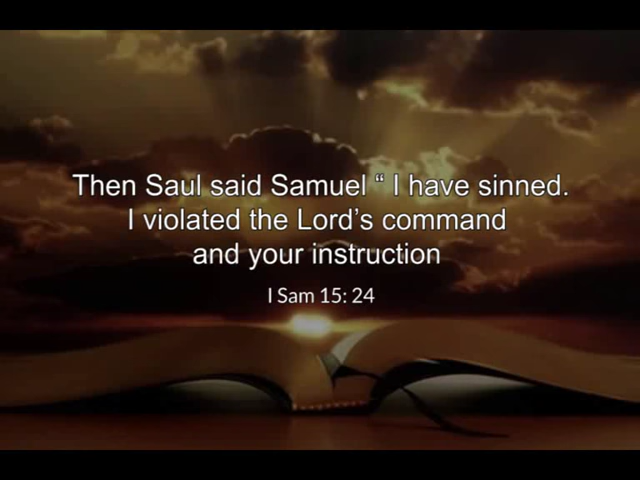 Then Saul said Samuel “ I have sinned.
I violated the Lord’s command
and your instruction
I Sam 15: 24